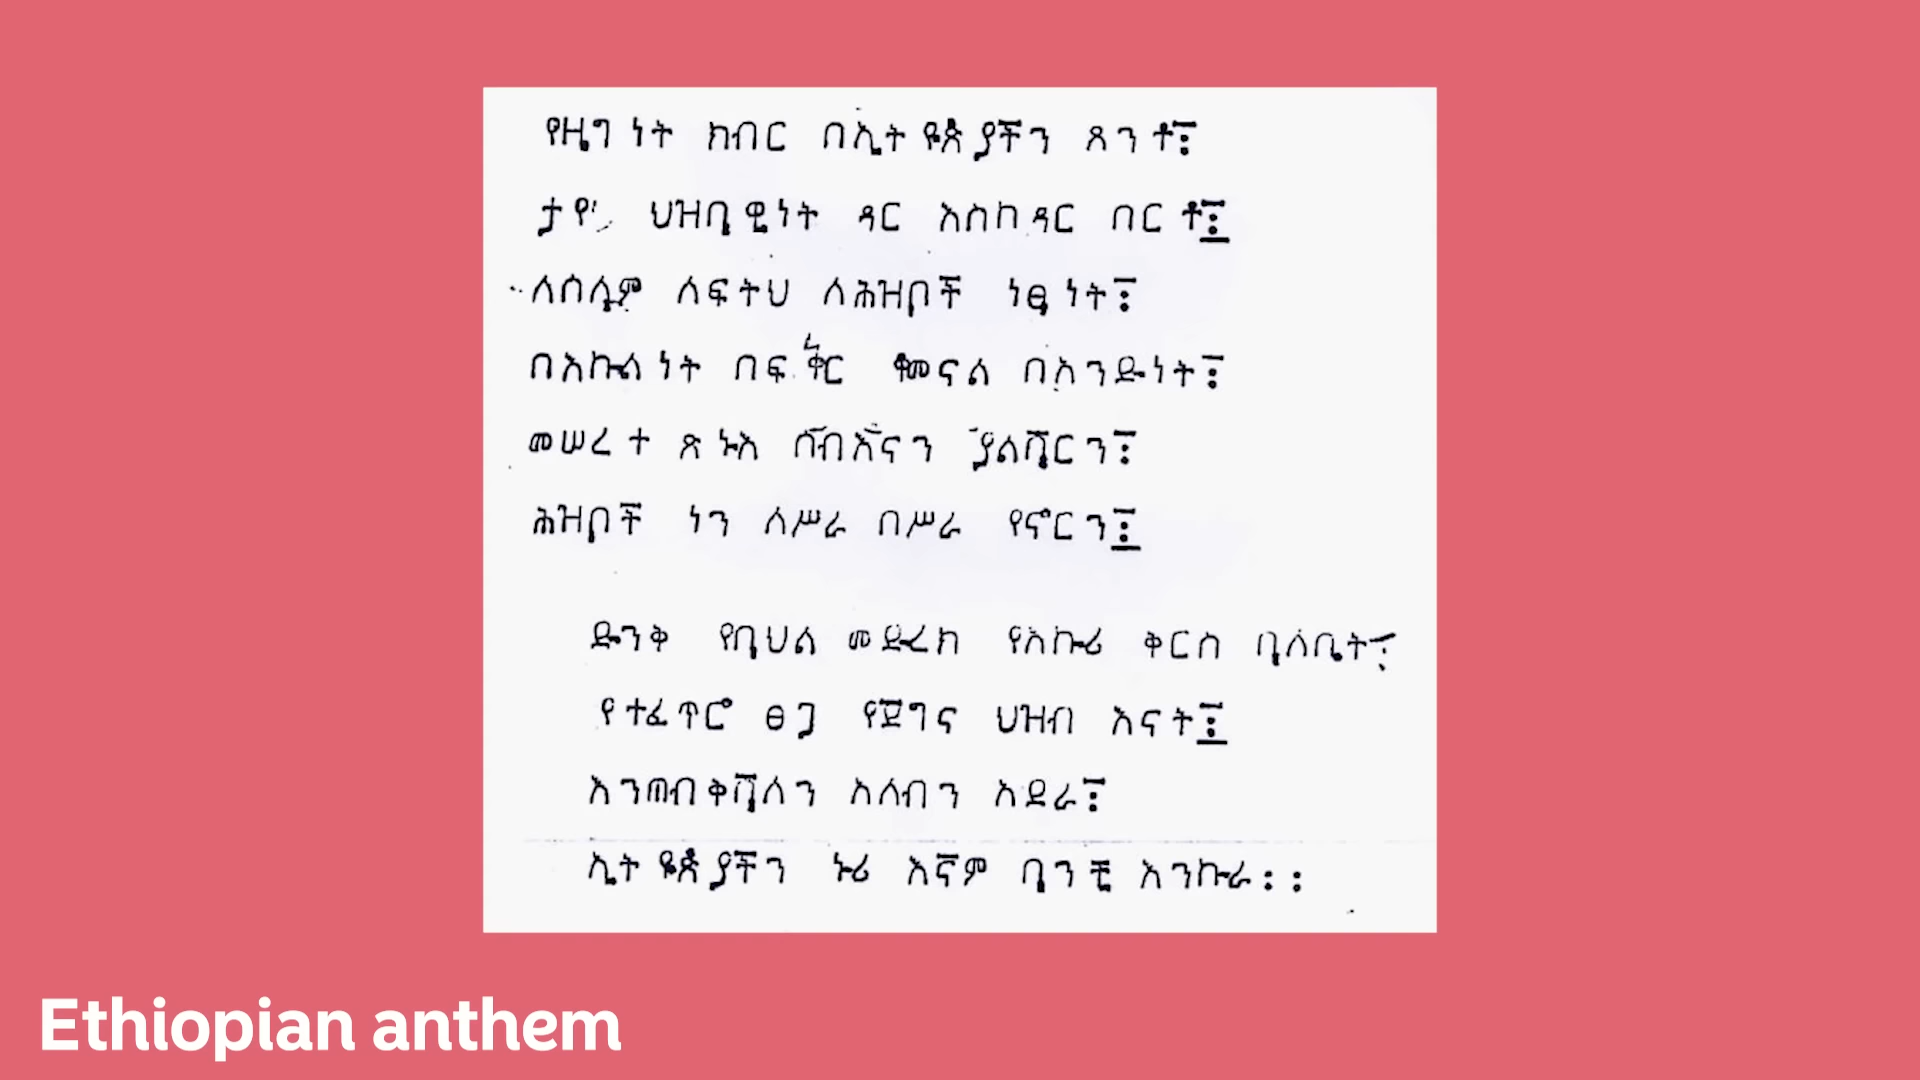 የዜግነት ክብር በኢትዮጵያችን ጸንቶ፤
ታየ ህዝባዊነት ዳር እስከዳር በርቶ፤
ለሰላም ለፍትህ ለሕዝቦች ነፃነት፤
በእኩልነት በፍቅር ቆመናል በአንድነት፤
መሠረተ ጽኑእ ሰብእናን ያልሻርን፤
ሕዝቦች ነን ለሥራ በሥራ የኖርን፤
ድንቅ የባህል መድረክ የአኩሪ ቅርስ ባለቤት፤
የተፈጥሮ ፀጋ የጀግና ህዝብ እናት፤
እንጠብቅሻለን አለብን አደራ፤
ኢትዮጵያችን ኑሪ እኛም ባንቺ እንኩራ፡፡
Ethiopian anthem